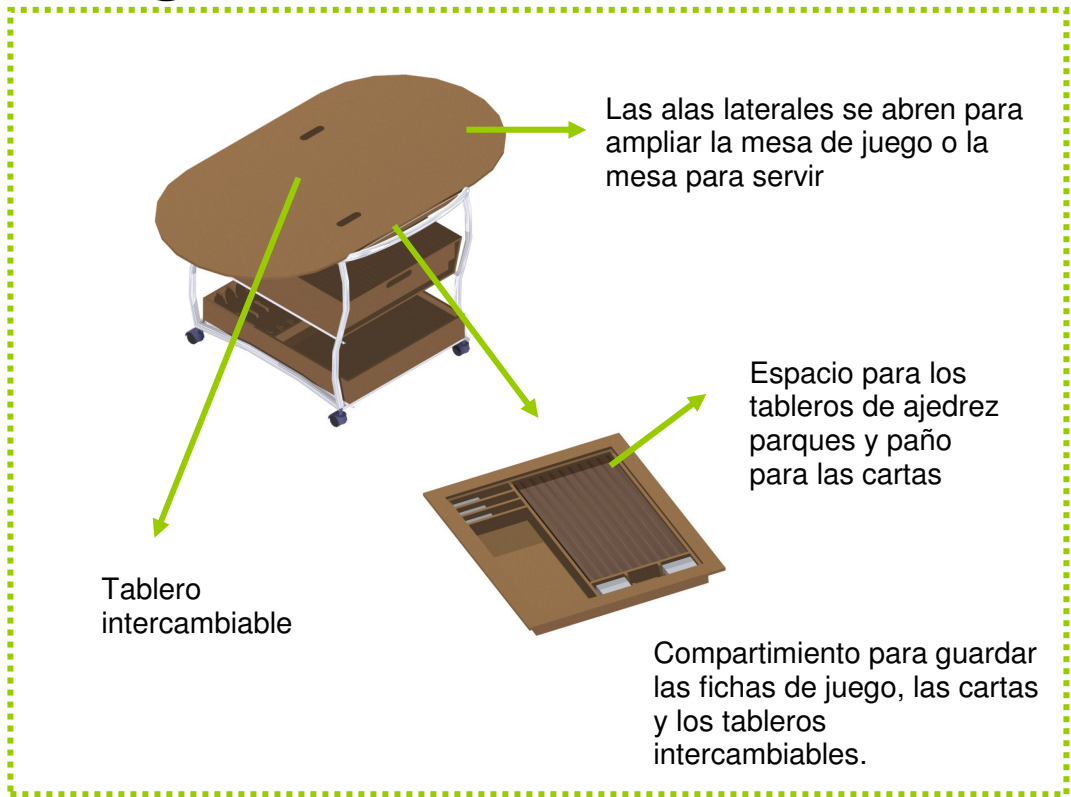 Las alas laterales se abren para
ampliar la mesa de juego o la
mesa para servir
Espacio para los
tableros de ajedrez
parques y paño
para las cartas
Tablero
intercambiable
Compartimiento para guardar
las fichas de juego, las cartas
y los tableros
intercambiables.